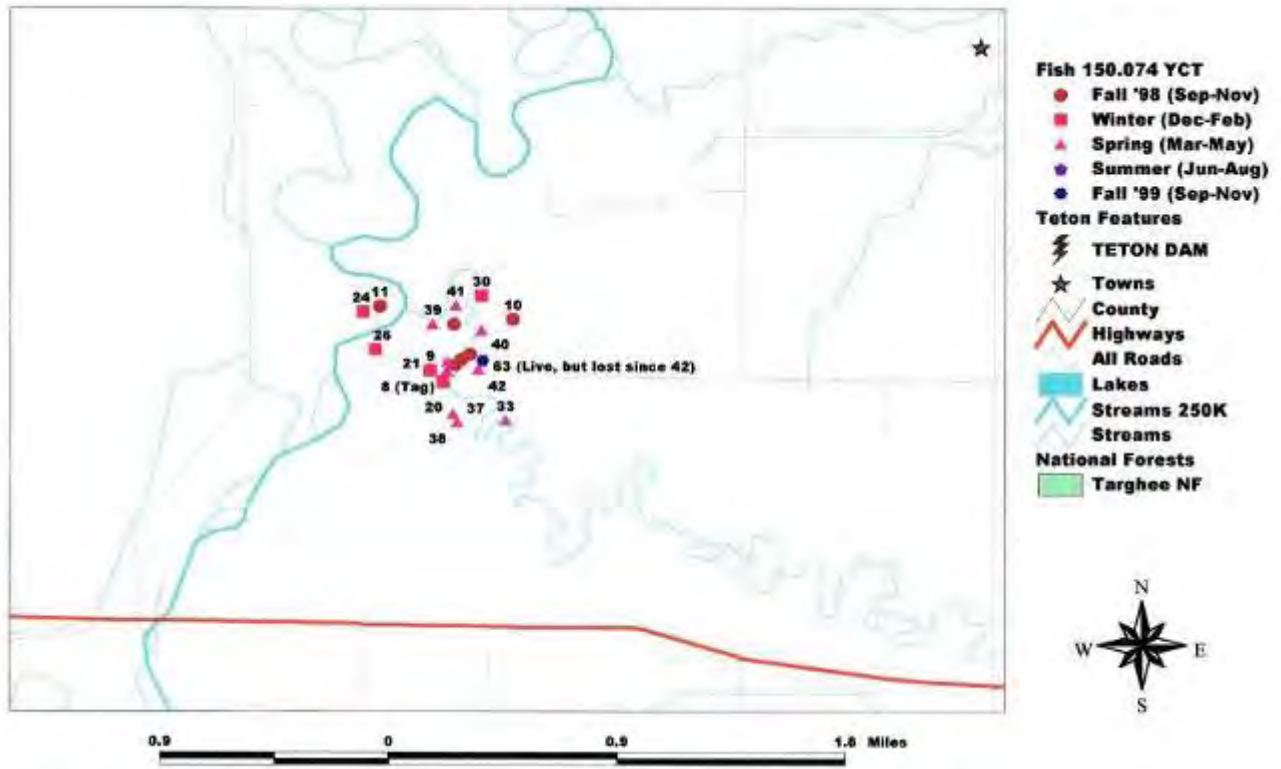 Fish 150.074 YCT
Fall '98 (Sep-Nov)
Winter (Dec-Feb)
Spring (Mar-May)
Summer (Jun-Aug)
Fall '99 (Sep-Nov)
Teton Features
TETON DAM
Towns
County
Highways
All Roads
Lakes
Streams 250K
Streams
National Forests
Targhee NF
24 11
41 30
39 10
26
40
9
21 63 (Live, but lost since 42)
8 (Tag) 42
20 37 33
38
N
W E
S
0.9 0 0.9 1.8 Miles